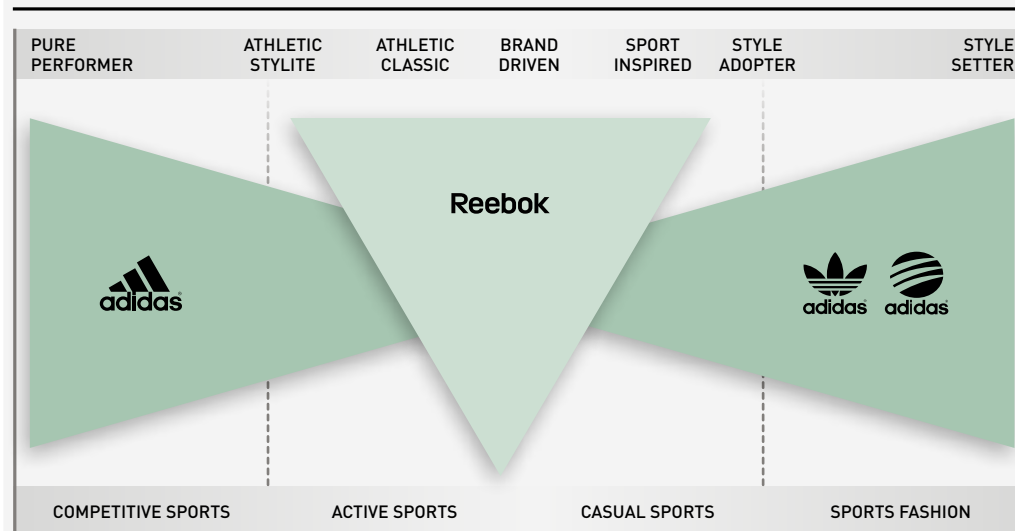 PURE PERFORMER
ATHLETIC STYLITE
ATHLETIC CLASSIC
BRAND DRIVEN
SPORT INSPIRED
STYLE ADOPTER
STYLE SETTER
Reebok
adidas
adidas
adidas
COMPETITIVE SPORTS
ACTIVE SPORTS
CASUAL SPORTS
SPORTS FASHION